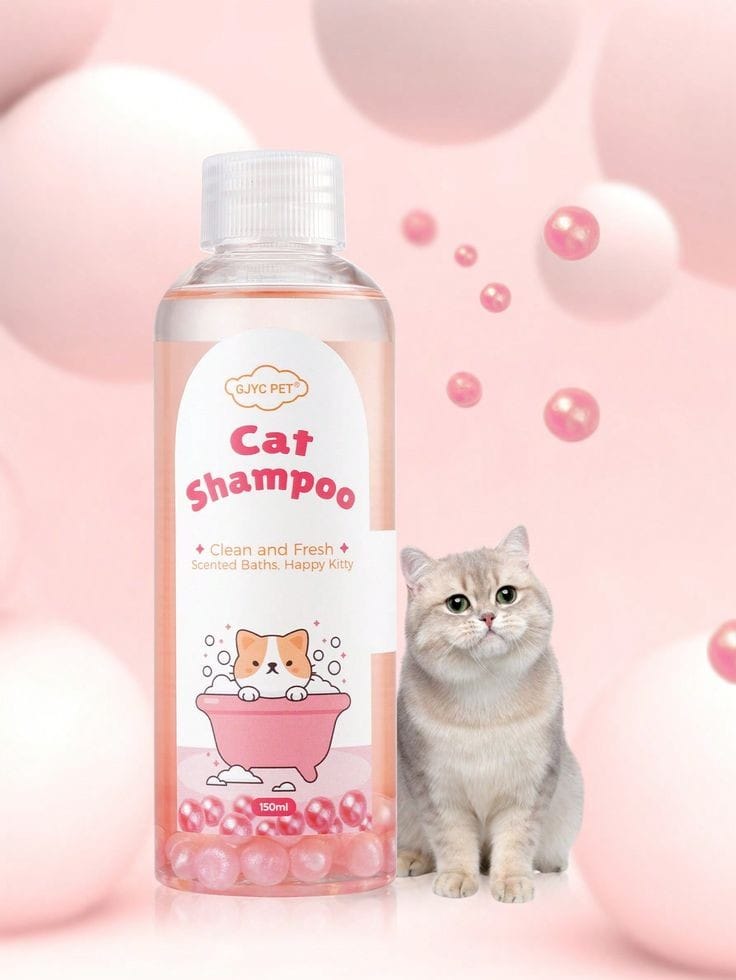 GJYC PET®
Cat
Shampoo
Clean and Fresh
Scented Baths, Happy Kitty
150ml